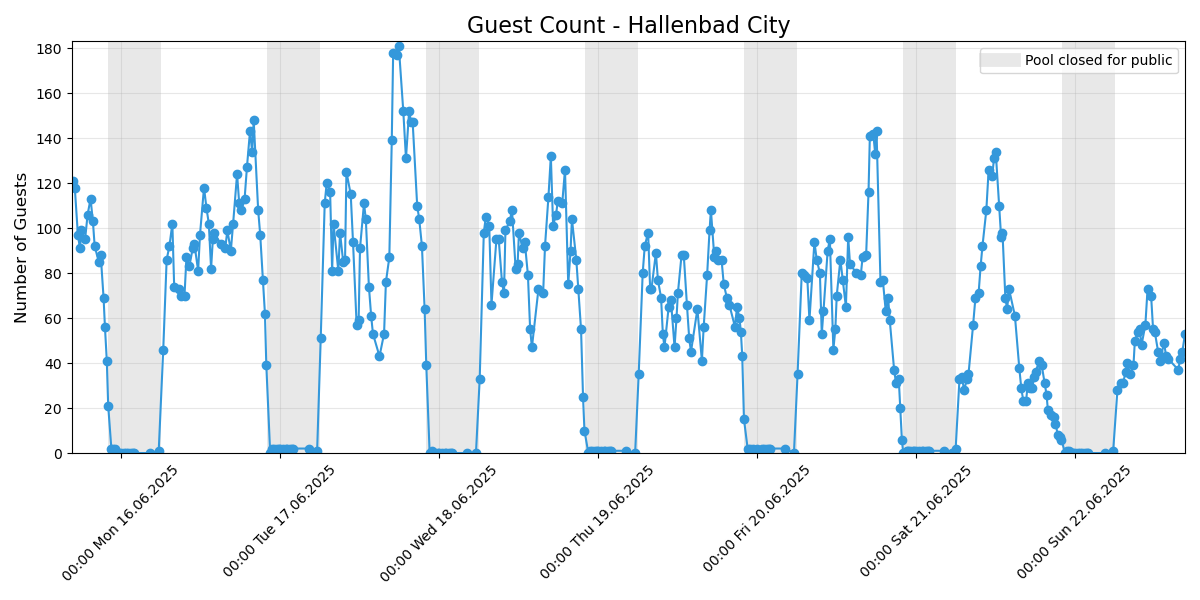 Guest Count - Hallenbad City
Pool closed for public
Number of Guests
180
160
140
120
100
80
60
40
20
0
00:00 Mon 16.06.2025
00:00 Tue 17.06.2025
00:00 Wed 18.06.2025
00:00 Thu 19.06.2025
00:00 Fri 20.06.2025
00:00 Sat 21.06.2025
00:00 Sun 22.06.2025